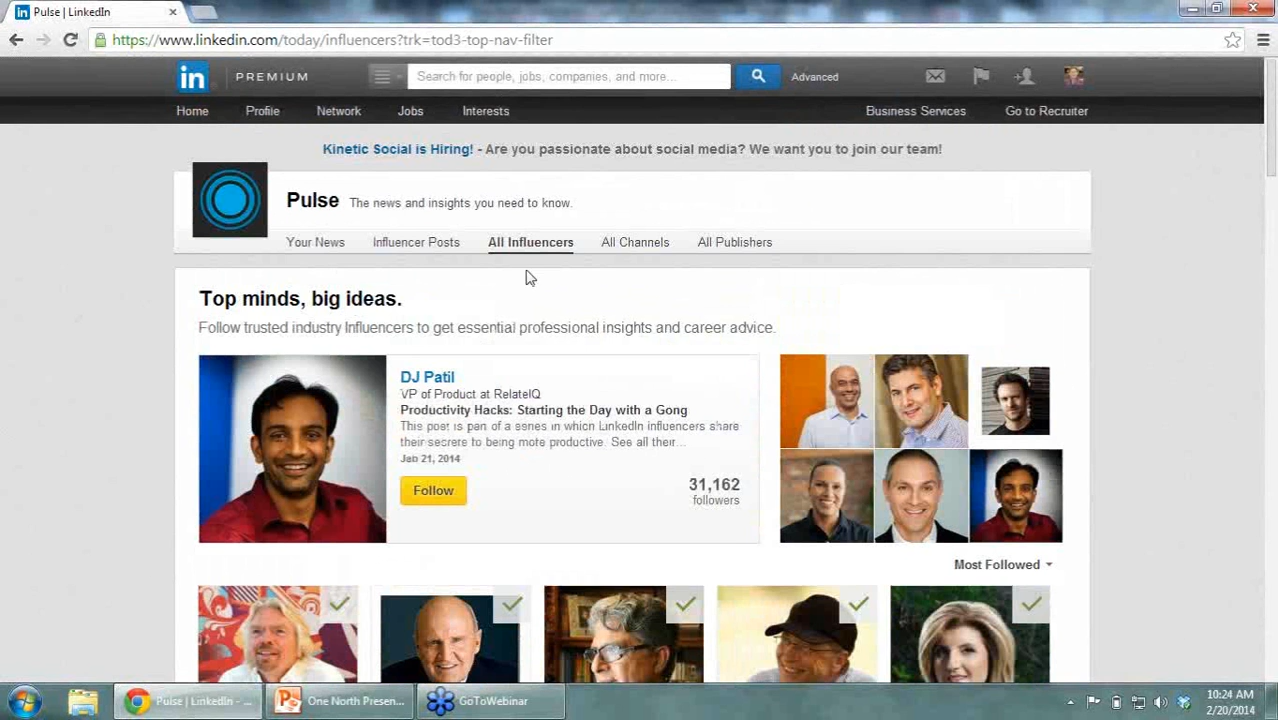 Pulse | LinkedIn
https://www.linkedin.com/today/influencers?trk=tod3-top-nav-filter
in PREMIUM Search for people, jobs, companies, and more... Advanced
Home Profile Network Jobs Interests Business Services Go to Recruiter
Kinetic Social is Hiring! - Are you passionate about social media? We want you to join our team!
Pulse The news and insights you need to know.
Your News Influencer Posts All Influencers All Channels All Publishers
Top minds, big ideas.
Follow trusted industry Influencers to get essential professional insights and career advice.
DJ Patil
VP of Product at RelateIQ
Productivity Hacks: Starting the Day with a Gong
This post is part of a series in which LinkedIn influencers share
their secrets to being more productive. See all their...
Jan 21, 2014
Follow
31,162
followers
Most Followed
Pulse | LinkedIn - ... One North Presen... GoToWebinar
10:24 AM
2/20/2014